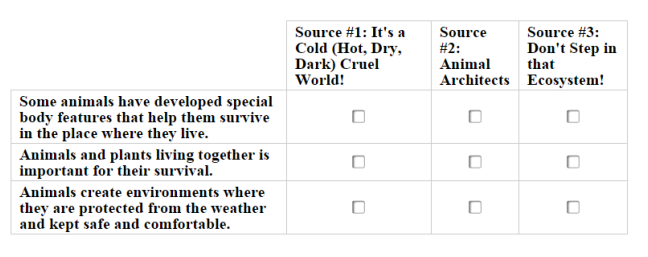 Source #1: It's a
Cold (Hot, Dry,
Dark) Cruel
World!
Source
#2:
Animal
Architects
Source #3:
Don't Step in
that
Ecosystem!
Some animals have developed special
body features that help them survive
in the place where they live.
Animals and plants living together is
important for their survival.
Animals create environments where
they are protected from the weather
and kept safe and comfortable.